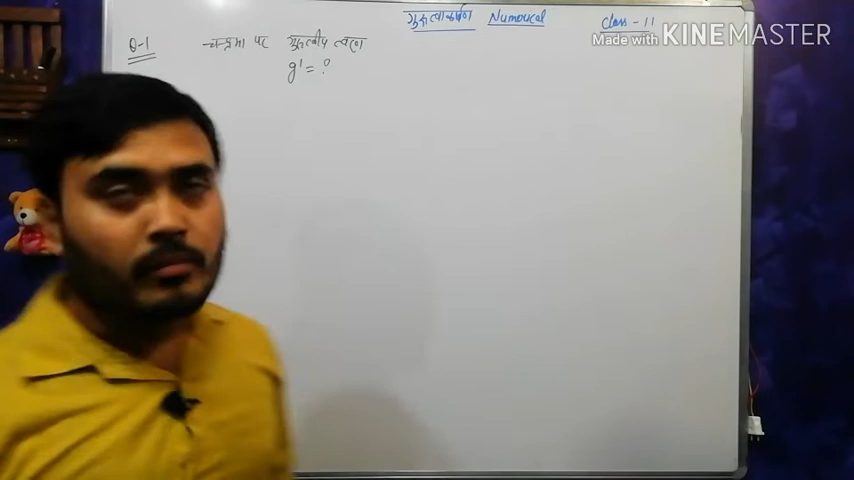 गुरुत्वाकर्षण Numerical Class - 11
Made with KINEMASTER
Q-1 चन्द्रमा पर गुरुत्वीय त्वरण
g' = ?